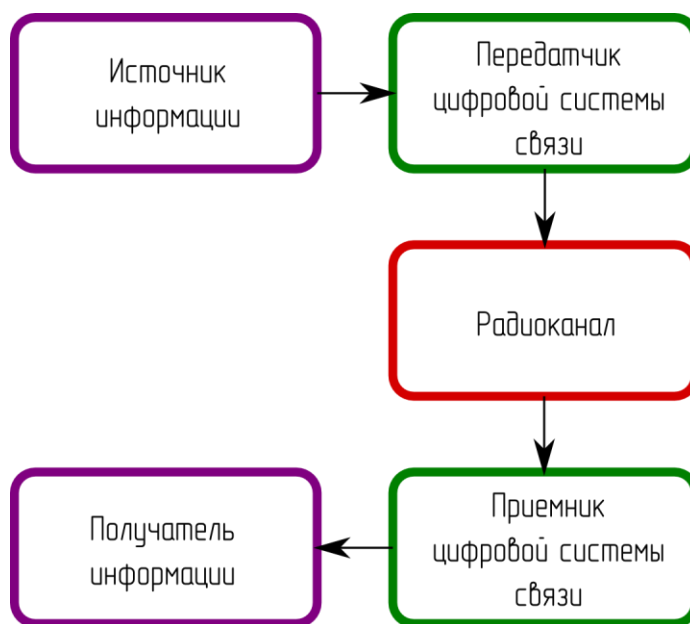 Источник
информации
Передатчик
цифровой системы
связи
Радиоканал
Приемник
цифровой системы
связи
Получатель
информации